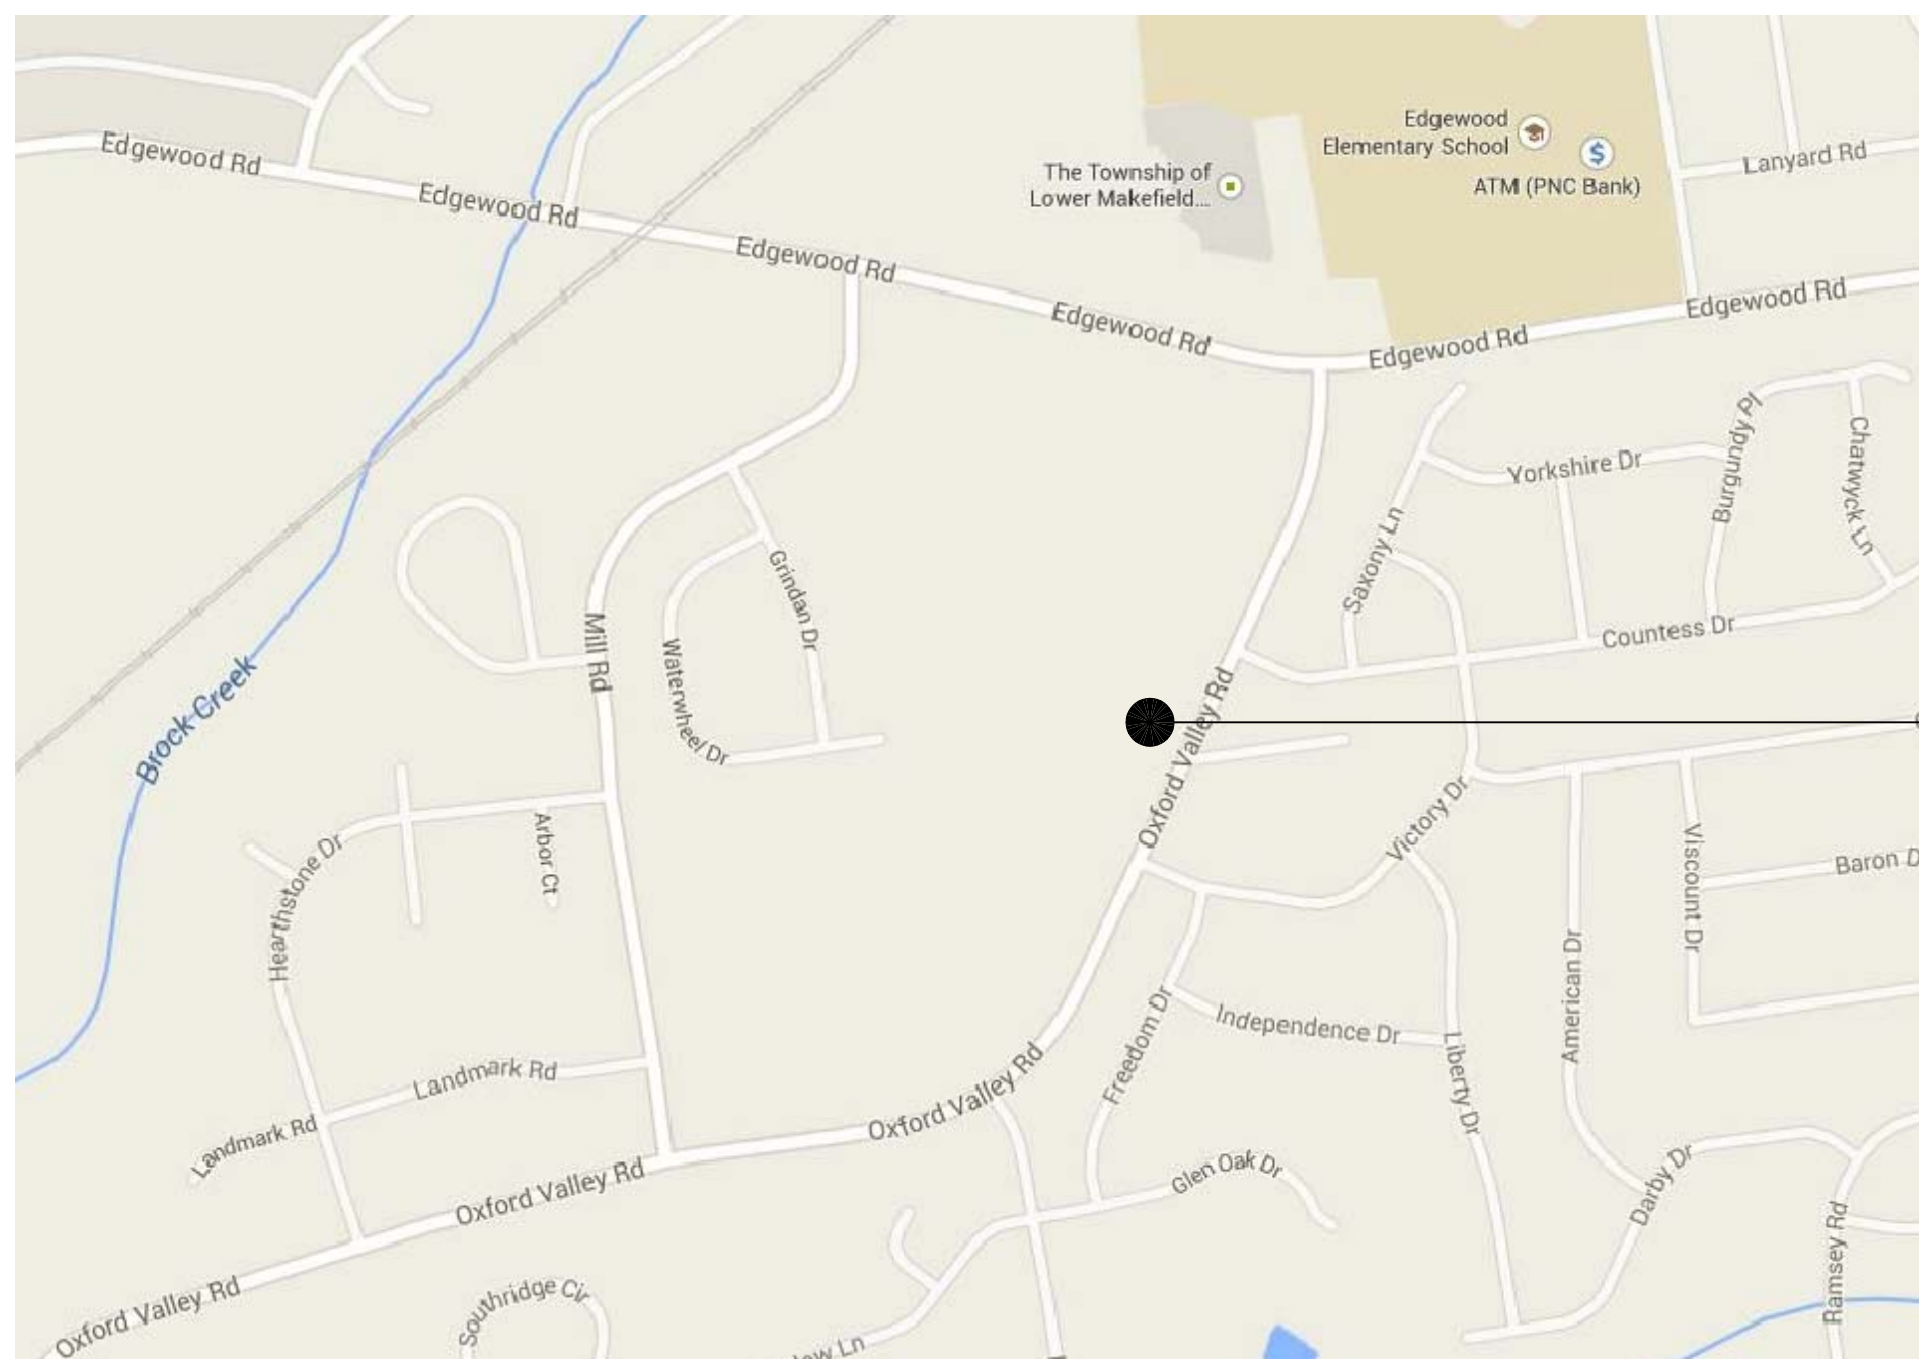 Edgewood
Elementary School
ATM (PNC Bank)
Lanyard Rd
Edgewood Rd
The Township of
Lower Makefield...
Edgewood Rd
Edgewood Rd
Edgewood Rd
Edgewood Rd
Edgewood Rd
Burgundy Pl
Chatwyck Ln
Yorkshire Dr
Saxony Ln
Grindan Dr
Mill Rd
Waterwheel Dr
Countess Dr
Brock Creek
Oxford Valley Rd
Victory Dr
Arbor Ct
Hearthstone Dr
Viscount Dr
Baron D
American Dr
Freedom Dr
Independence Dr
Liberty Dr
Landmark Rd
Landmark Rd
Oxford Valley Rd
Oxford Valley Rd
Glen Oak Dr
Darby Dr
Ramsey Rd
Oxford Valley Rd
Southridge Cir
Ln